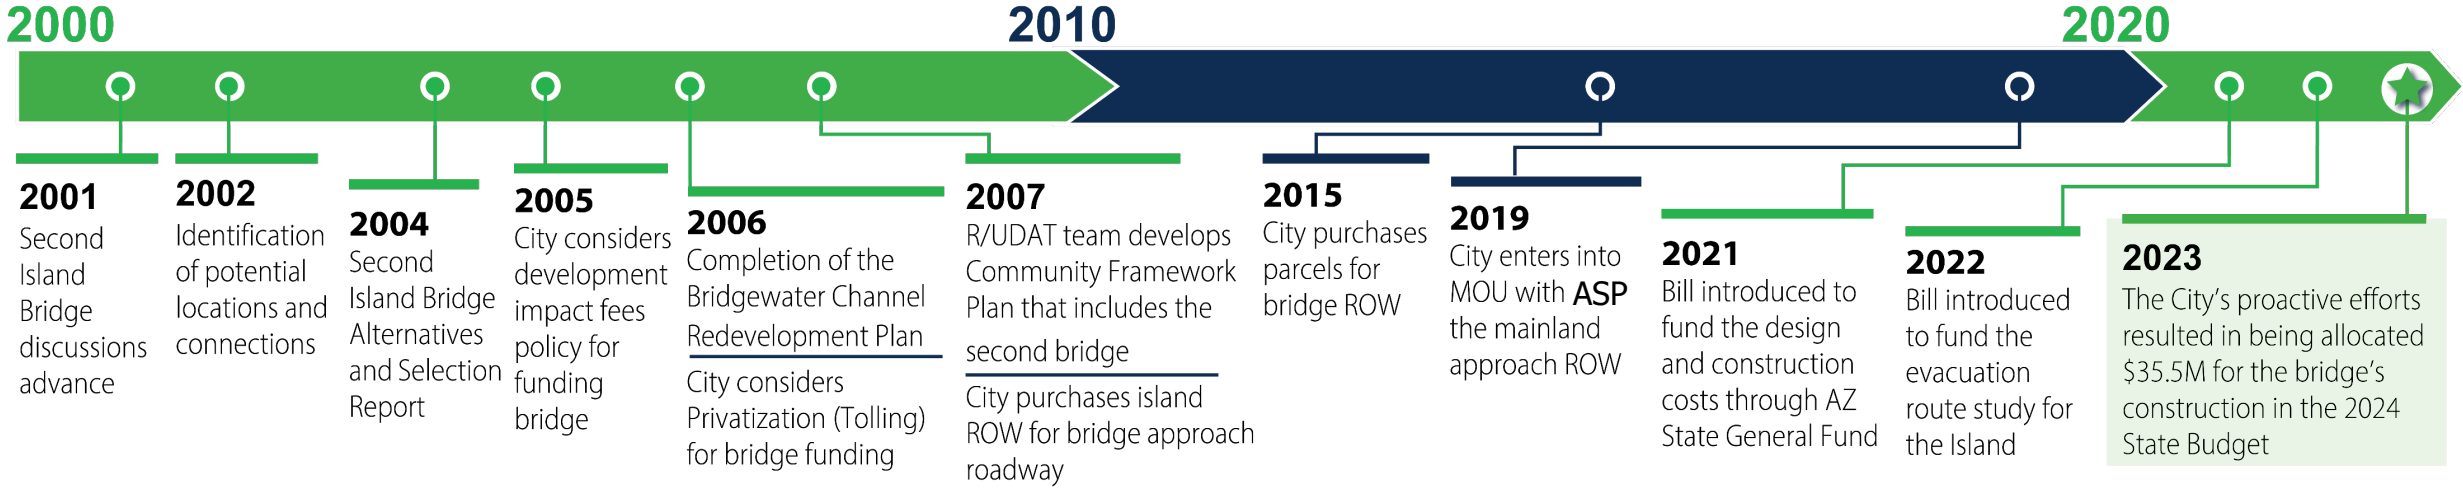 2000
2010
2020
2001
Second
Island
Bridge
discussions
advance
2002
Identification
of potential
locations and
connections
2004
Second
Island Bridge
Alternatives
and Selection
Report
2005
City considers
development
impact fees
policy for
funding
bridge
2006
Completion of the
Bridgewater Channel
Redevelopment Plan
City considers
Privatization (Tolling)
for bridge funding
2007
R/UDAT team develops
Community Framework
Plan that includes the
second bridge
City purchases island
ROW for bridge approach
roadway
2015
City purchases
parcels for
bridge ROW
2019
City enters into
MOU with ASP
the mainland
approach ROW
2021
Bill introduced to
fund the design
and construction
costs through AZ
State General Fund
2022
Bill introduced
to fund the
evacuation
route study for
the Island
2023
The City's proactive efforts
resulted in being allocated
$35.5M for the bridge's
construction in the 2024
State Budget